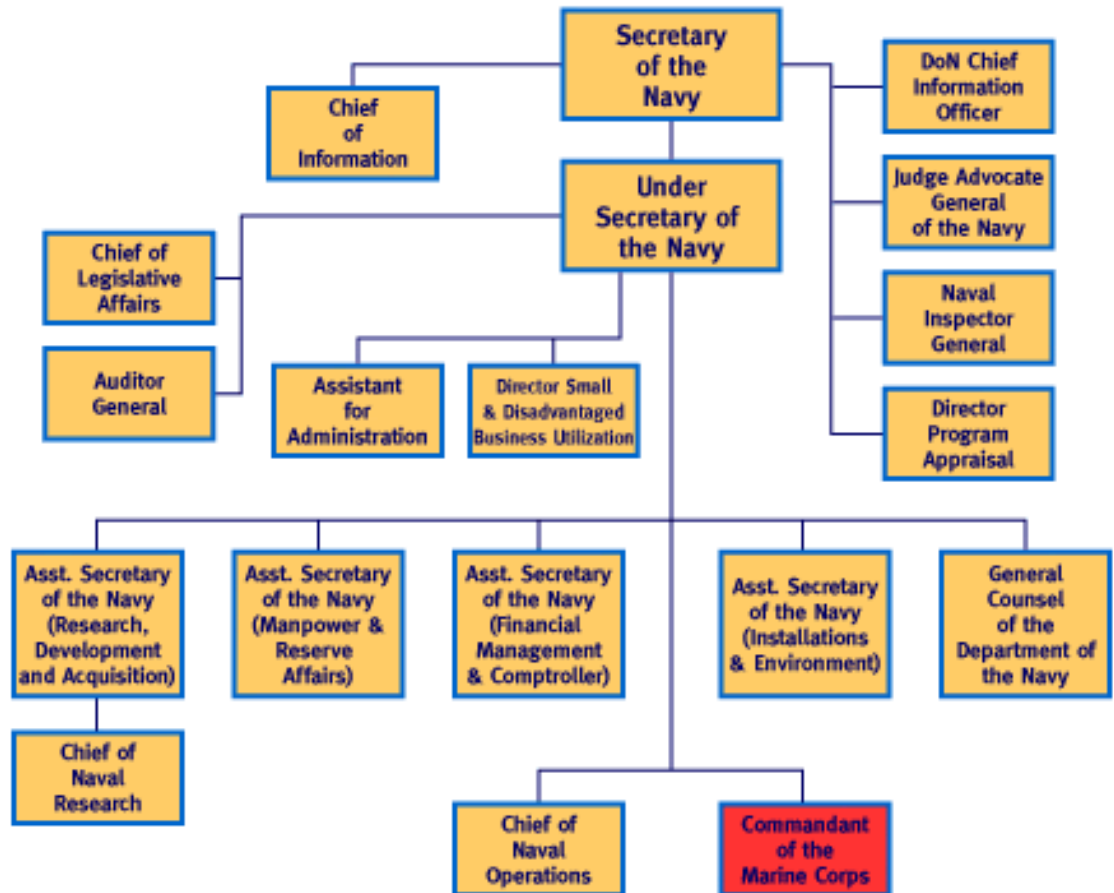 Secretary
of the
Navy
Chief
of
Information
DoN Chief
Information
Officer
Under
Secretary of
the Navy
Judge Advocate
General
of the Navy
Chief of
Legislative
Affairs
Naval
Inspector
General
Auditor
General
Assistant
for
Administration
Director Small
& Disadvantaged
Business Utilization
Director
Program
Appraisal
Asst. Secretary
of the Navy
(Research,
Development
and Acquisition)
Asst. Secretary
of the Navy
(Manpower &
Reserve
Affairs)
Asst. Secretary
of the Navy
(Financial
Management
& Comptroller)
Asst. Secretary
of the Navy
(Installations
& Environment)
General
Counsel
of the
Department of
the Navy
Chief of
Naval
Research
Chief of
Naval
Operations
Commandant
of the
Marine Corps